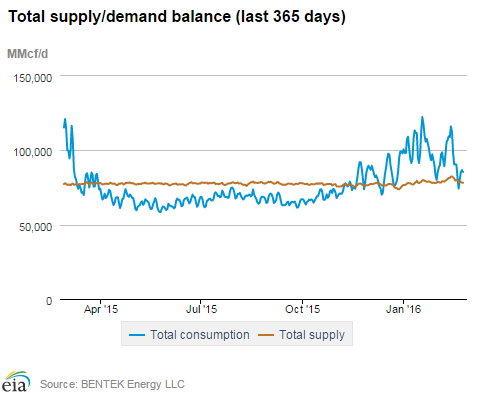 Total supply/demand balance (last 365 days)
MMcf/d
150,000
100,000
50,000
0
Apr '15 Jul '15 Oct '15 Jan '16
Total consumption Total supply
eia Source: BENTEK Energy LLC